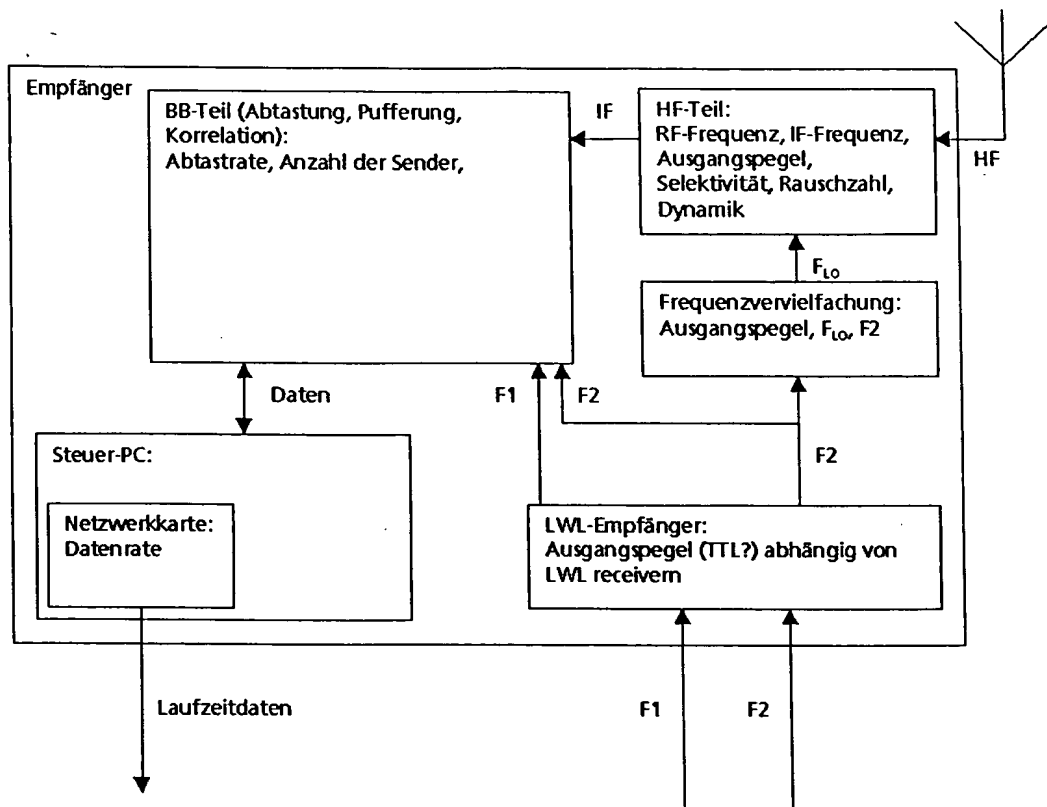 Empfänger
BB-Teil (Abtastung, Pufferung,
Korrelation):
Abtastrate, Anzahl der Sender,
IF
HF-Teil:
RF-Frequenz, IF-Frequenz,
Ausgangspegel,
Selektivität, Rauschzahl,
Dynamik
HF
F_LO
Frequenzvervielfachung:
Ausgangspegel, F_LO, F2
Daten
F1
F2
F2
Steuer-PC:
Netzwerkkarte:
Datenrate
LWL-Empfänger:
Ausgangspegel (TTL?) abhängig von
LWL receivern
Laufzeitdaten
F1
F2